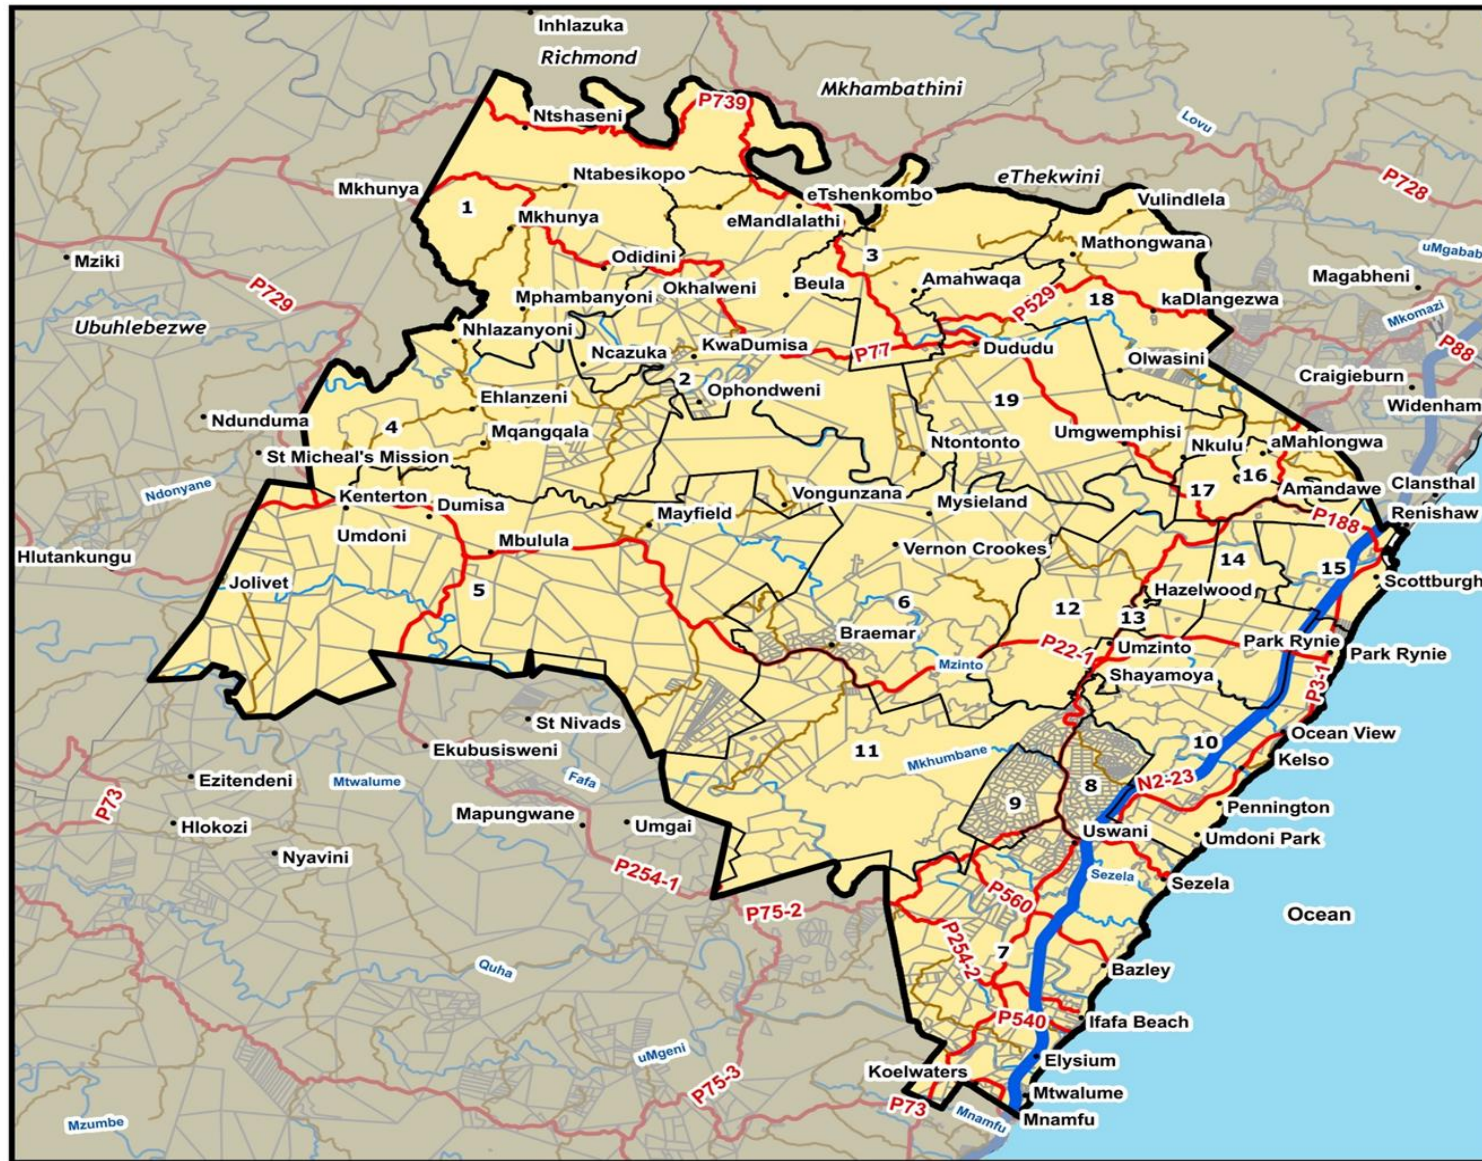 Inhlazuka
Richmond
Mkhambathini
P739
Ntshaseni
Lovu
eThekwini
P728
Ntabesikopo
Mkhunya
eTshenkombo
Vulindlela
1
Mkhunya
eMandlalathi
Mathongwana
uMgabab
Mziki
Odidini
3
P729
Beula
Amahwaqa
Magabheni
Okhalweni
Mphambanyoni
P529
18
kaDlangezwa
Mkomazi
Ubuhlebezwe
Nhlazanyoni
KwaDumisa
P77
Dududu
P88
Ncazuka
Olwasini
2
Craigieburn
Ophondweni
Ehlanzeni
19
Widenham
Ndunduma
4
Mqangqala
Ntontonto
Umgwemphisi
Nkulu
aMahlongwa
St Micheal's Mission
16
Ndonyane
Kenterton
Dumisa
Vongunzana
Mysieland
17
Amandawe
Clansthal
Mayfield
P188
Renishaw
Umdoni
Mbulula
Vernon Crookes
Hlutankungu
14
15
Jolivet
5
6
Hazelwood
Scottburgh
12
13
Braemar
P22-1
Umzinto
Park Rynie
Park Rynie
Mzinto
Shayamoya
P3-1
St Nivads
Ocean View
Ekubusisweni
11
Mkhumbane
10
Kelso
Ezitendeni
Mtwalume
Fafa
N2-23
8
P73
9
Pennington
Mapungwane
Umgai
Hlokozi
Uswani
Umdoni Park
Nyavini
P254-1
Sezela
Sezela
P560
P75-2
Ocean
P254-2
7
Quha
Bazley
P540
Ifafa Beach
uMgeni
Elysium
Koelwaters
P75-3
Mtwalume
P73
Mnamfu
Mnamfu
Mzumbe